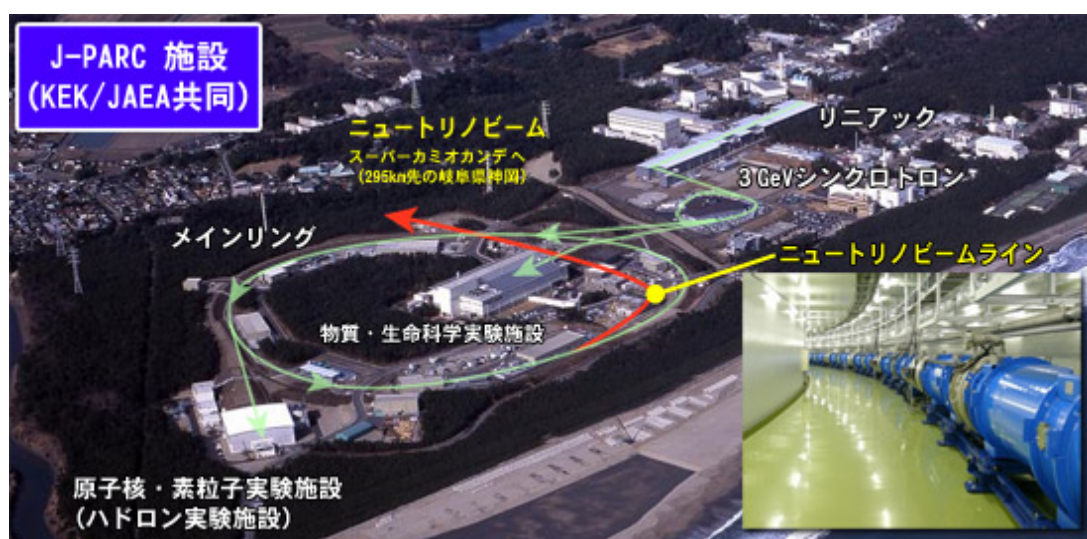 J-PARC 施設
(KEK/JAEA共同)
ニュートリノビーム
スーパーカミオカンデへ
(295km先の岐阜県神岡)
リニアック
3GeVシンクロトロン
メインリング
ニュートリノビームライン
物質・生命科学実験施設
原子核・素粒子実験施設
(ハドロン実験施設)